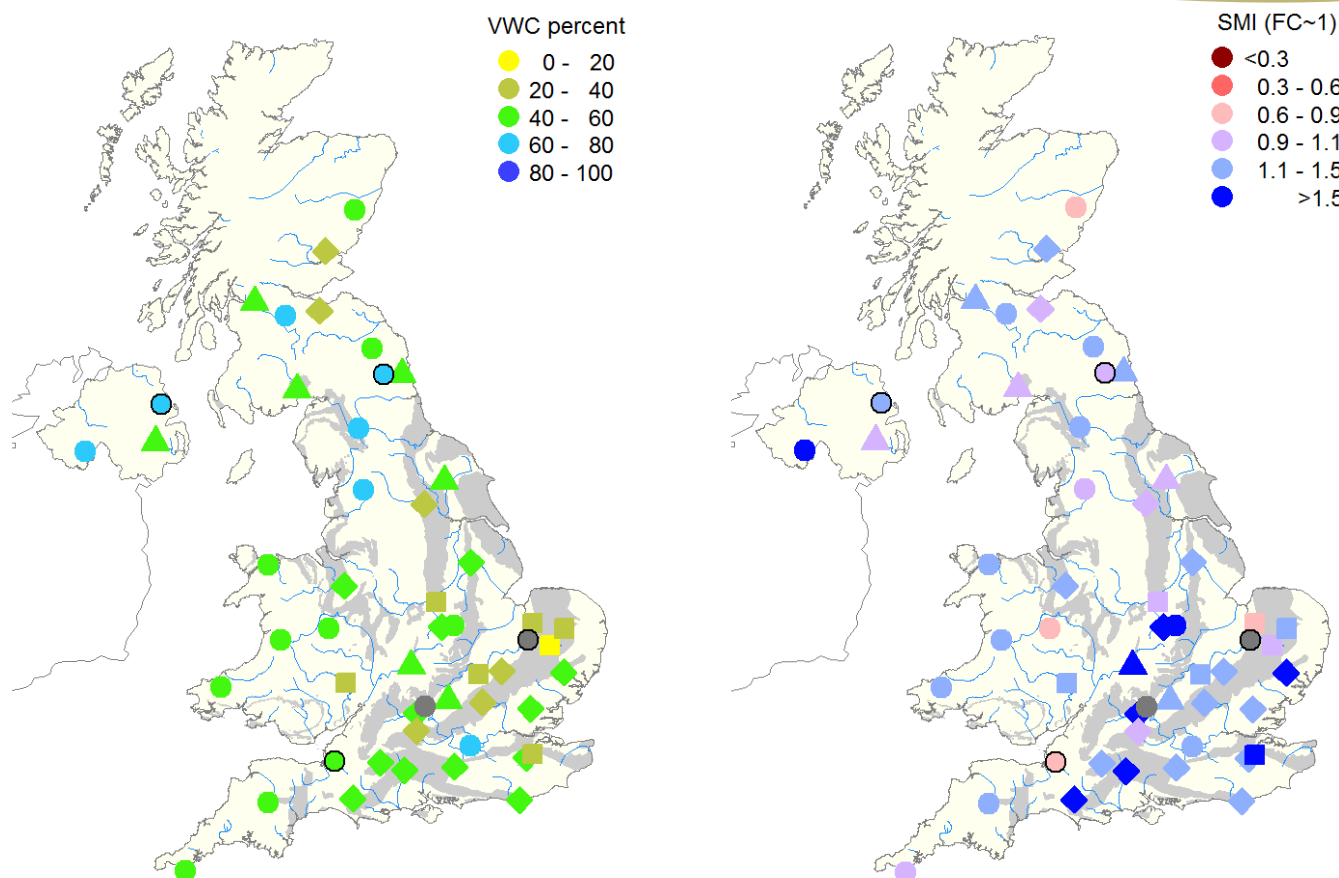 VWC percent
0 - 20
20 - 40
40 - 60
60 - 80
80 - 100
SMI (FC~1)
<0.3
0.3 - 0.6
0.6 - 0.9
0.9 - 1.1
1.1 - 1.5
>1.5